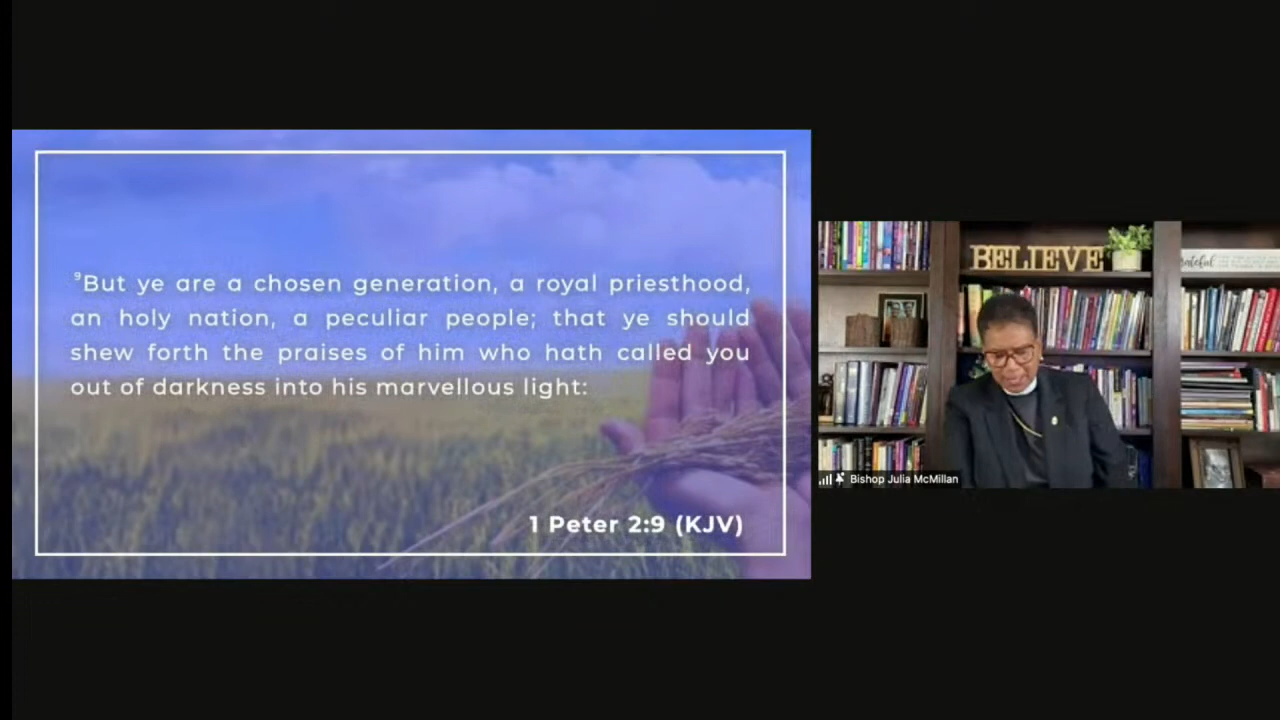 ⁹But ye are a chosen generation, a royal priesthood,
an holy nation, a peculiar people; that ye should
shew forth the praises of him who hath called you
out of darkness into his marvellous light:
1 Peter 2:9 (KJV)
BELIEVE
grateful
Bishop Julia McMillan